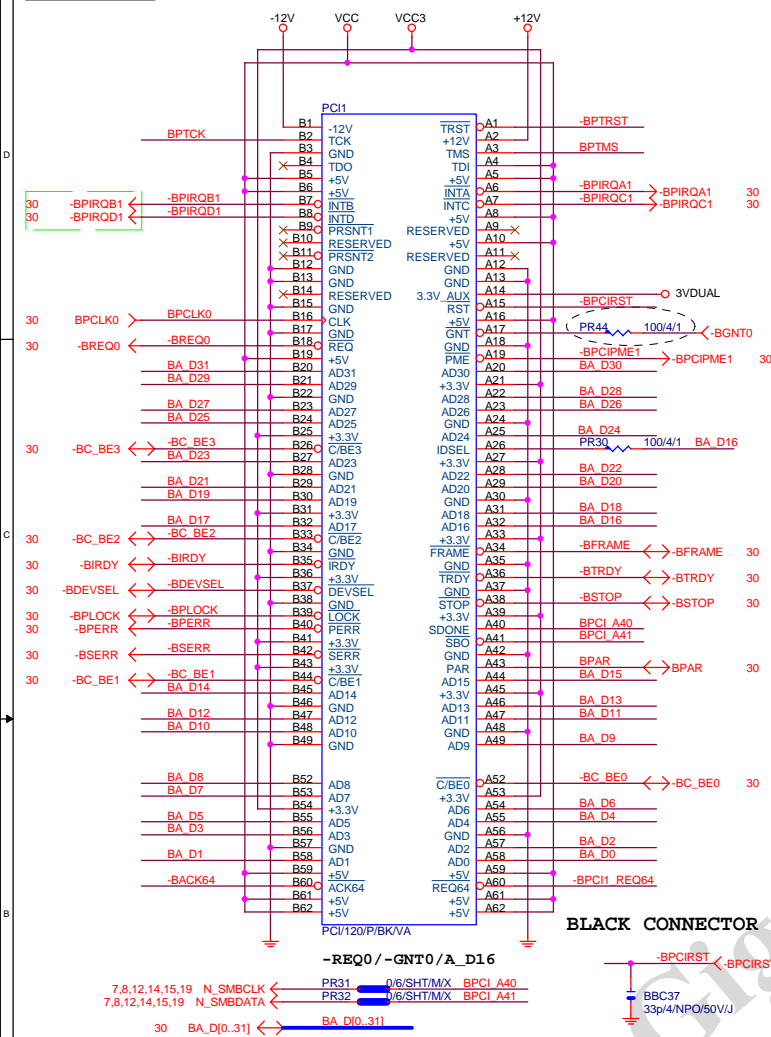 -12V VCC VCC3 +12V
PCI1
B1 -12V TRST A1 -BPTRST
BPTCK B2 TCK +12V A2
B3 GND TMS A3 BPTMS
B4 TDO TDI A4
B5 +5V +5V A5
B6 +5V INTA A6 -BPIRQA1 -BPIRQA1 30
30 -BPIRQB1 -BPIRQB1 B7 INTB INTC A7 -BPIRQC1 -BPIRQC1 30
30 -BPIRQD1 -BPIRQD1 B8 INTD +5V A8
B9 PRSNT1 RESERVED A9
B10 RESERVED +5V A10
B11 PRSNT2 RESERVED A11
B12 GND GND A12
B13 GND GND A13
B14 RESERVED 3.3V_AUX A14 3VDUAL
B15 GND RST A15 -BPCIRST
30 BPCLK0 BPCLK0 B16 CLK +5V A16
B17 GND GNT A17 PR44 100/4/1 -BGNT0
30 -BREQ0 -BREQ0 B18 REQ GND A18
B19 +5V PME A19 -BPCIPME1 -BPCIPME1 30
BA_D31 B20 AD31 AD30 A20 BA_D30
BA_D29 B21 AD29 +3.3V A21
B22 GND AD28 A22 BA_D28
BA_D27 B23 AD27 AD26 A23 BA_D26
BA_D25 B24 AD25 GND A24
B25 +3.3V AD24 A25 BA_D24
30 -BC_BE3 -BC_BE3 B26 C/BE3 IDSEL A26 PR30 100/4/1 BA_D16
BA_D23 B27 AD23 +3.3V A27
B28 GND AD22 A28 BA_D22
BA_D21 B29 AD21 AD20 A29 BA_D20
BA_D19 B30 AD19 GND A30
B31 +3.3V AD18 A31 BA_D18
BA_D17 B32 AD17 AD16 A32 BA_D16
30 -BC_BE2 -BC_BE2 B33 C/BE2 +3.3V A33
B34 GND FRAME A34 -BFRAME -BFRAME 30
30 -BIRDY -BIRDY B35 IRDY GND A35
B36 +3.3V TRDY A36 -BTRDY -BTRDY 30
30 -BDEVSEL -BDEVSEL B37 DEVSEL GND A37
B38 GND STOP A38 -BSTOP -BSTOP 30
30 -BPLOCK -BPLOCK B39 LOCK +3.3V A39
30 -BPERR -BPERR B40 PERR SDONE A40 BPCI_A40
B41 +3.3V SBO A41 BPCI_A41
30 -BSERR -BSERR B42 SERR GND A42
B43 +3.3V PAR A43 BPAR BPAR 30
30 -BC_BE1 -BC_BE1 B44 C/BE1 AD15 A44 BA_D15
BA_D14 B45 AD14 +3.3V A45
B46 GND AD13 A46 BA_D13
BA_D12 B47 AD12 AD11 A47 BA_D11
BA_D10 B48 AD10 GND A48
B49 GND AD9 A49 BA_D9
BA_D8 B52 AD8 C/BE0 A52 -BC_BE0 -BC_BE0 30
BA_D7 B53 AD7 +3.3V A53
B54 +3.3V AD6 A54 BA_D6
BA_D5 B55 AD5 AD4 A55 BA_D4
BA_D3 B56 AD3 GND A56
B57 GND AD2 A57 BA_D2
BA_D1 B58 AD1 AD0 A58 BA_D0
B59 +5V +5V A59
-BACK64 B60 ACK64 REQ64 A60 -BPCI1_REQ64
B61 +5V +5V A61
B62 +5V +5V A62
PCI/120/P/BK/VA
BLACK CONNECTOR
-REQ0/-GNT0/A_D16
-BPCIRST -BPCIRST
7,8,12,14,15,19 N_SMBCLK PR31 0/6/SHT/M/X BPCI_A40
7,8,12,14,15,19 N_SMBDATA PR32 0/6/SHT/M/X BPCI_A41
BBC37
33p/4/NPO/50V/J
30 BA_D[0..31] BA_D[0..31]
D
C
B
Gig